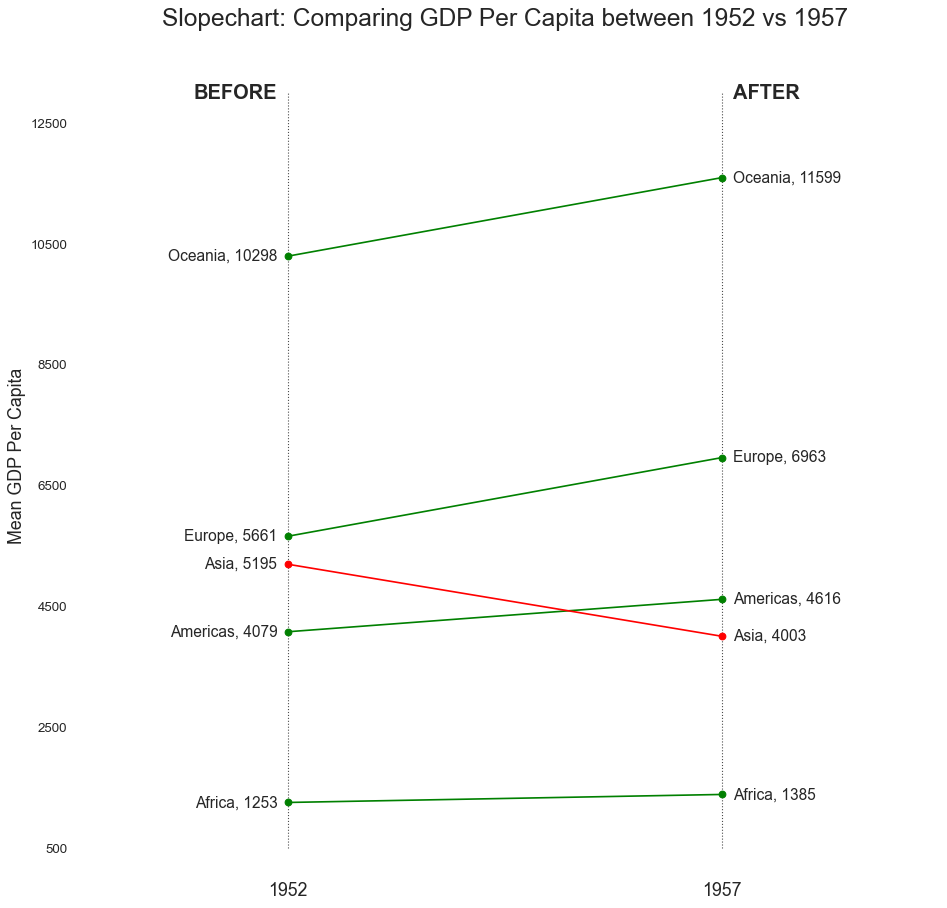 Slopechart: Comparing GDP Per Capita between 1952 vs 1957
BEFORE
AFTER
12500
Oceania, 11599
10500
Oceania, 10298
8500
Mean GDP Per Capita
Europe, 6963
6500
Europe, 5661
Asia, 5195
4500
Americas, 4616
Americas, 4079
Asia, 4003
2500
Africa, 1253
Africa, 1385
500
1952
1957